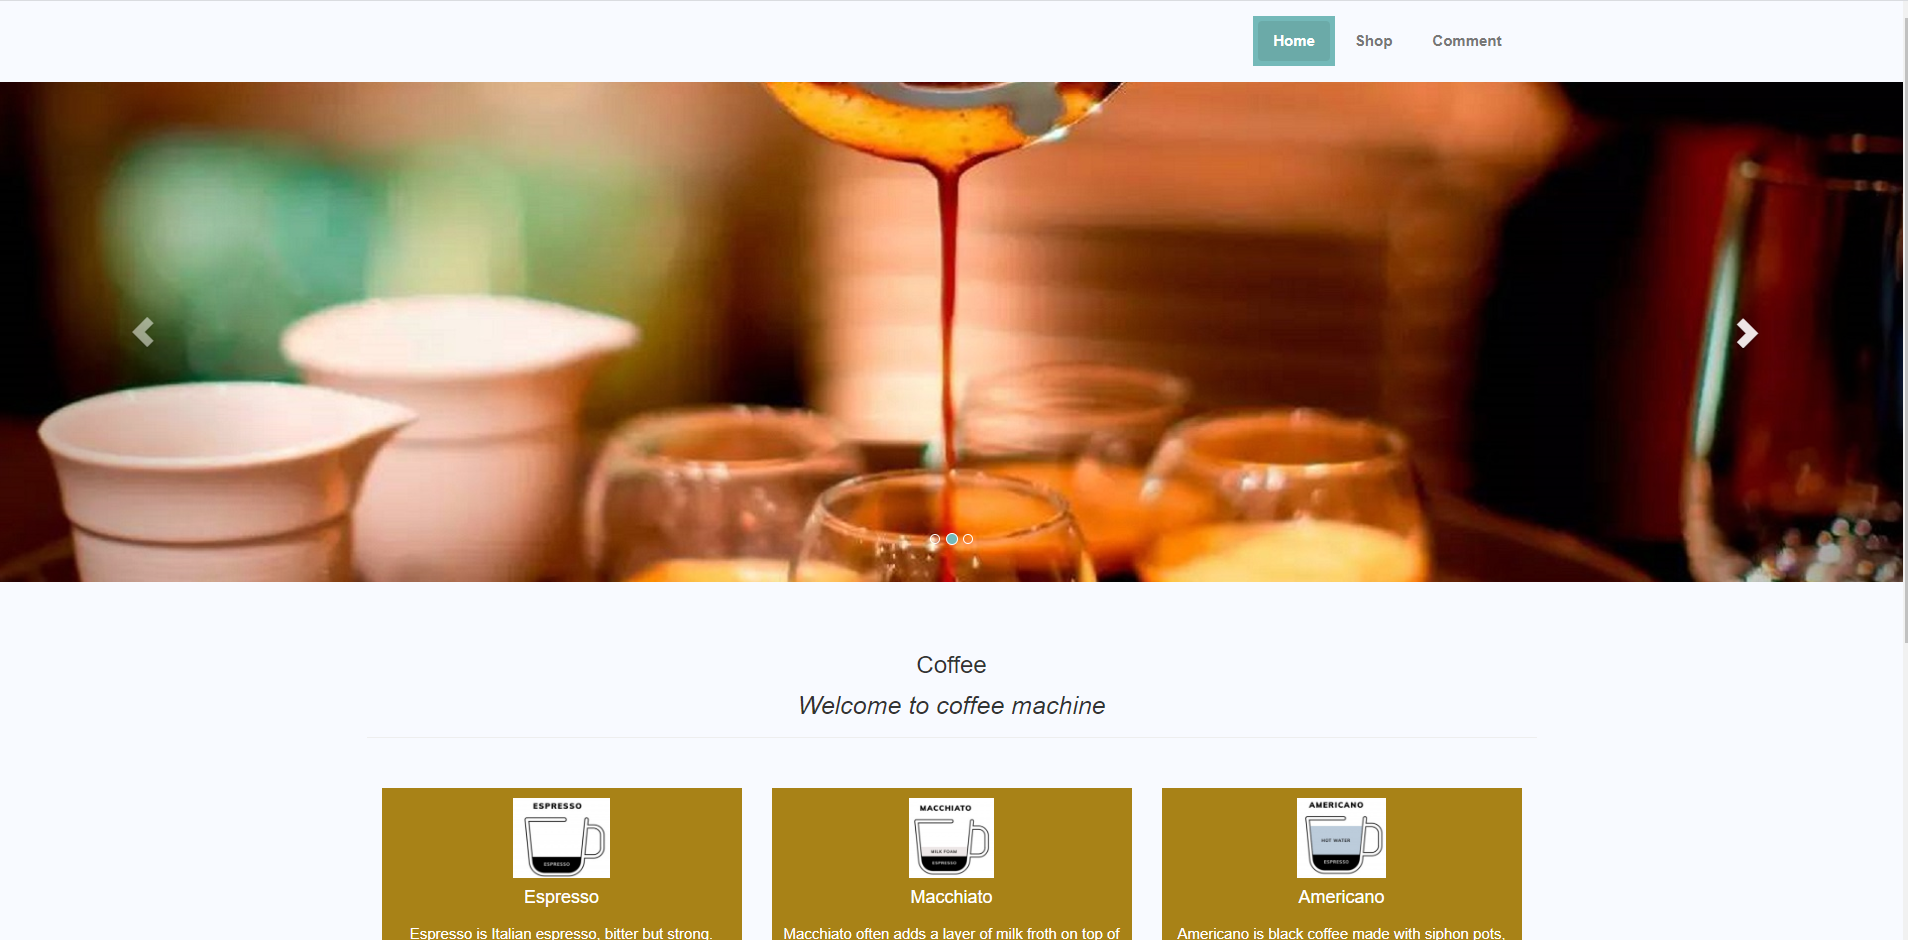 Home Shop Comment
Coffee
Welcome to coffee machine
ESPRESSO
ESPRESSO
MACCHIATO
MILK FOAM
ESPRESSO
AMERICANO
HOT WATER
ESPRESSO
Espresso Macchiato Americano
Espresso is Italian espresso, bitter but strong. Macchiato often adds a layer of milk froth on top of Americano is black coffee made with siphon pots,